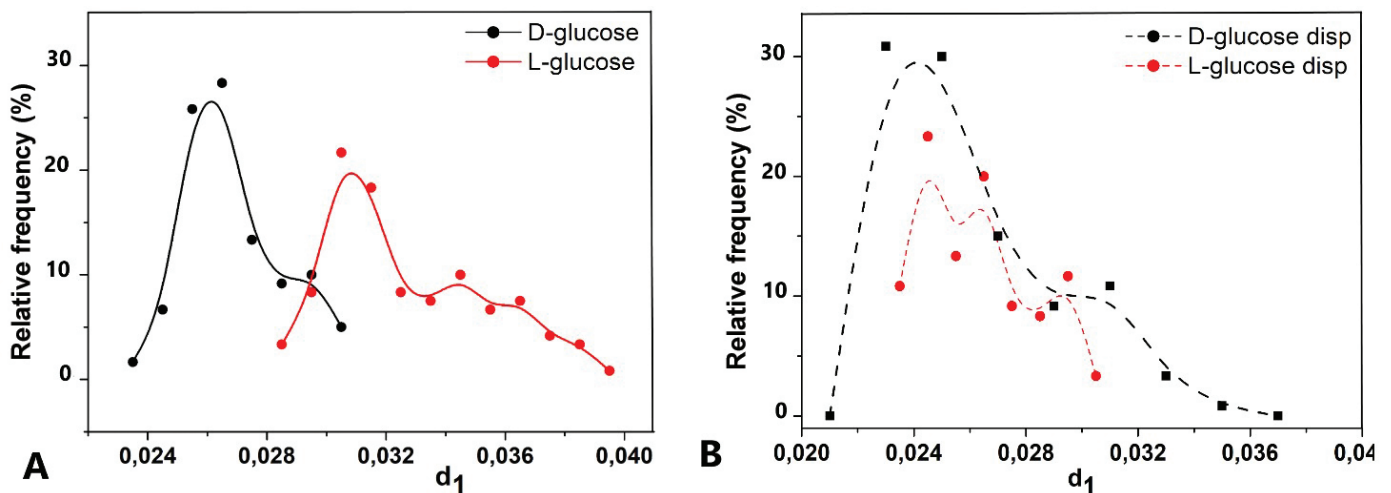 D-glucose
L-glucose
Relative frequency (%)
30
20
10
0
0,024
0,028
0,032
0,036
0,040
d1
A
D-glucose disp
L-glucose disp
Relative frequency (%)
30
20
10
0
0,020
0,024
0,028
0,032
0,036
0,04
d1
B